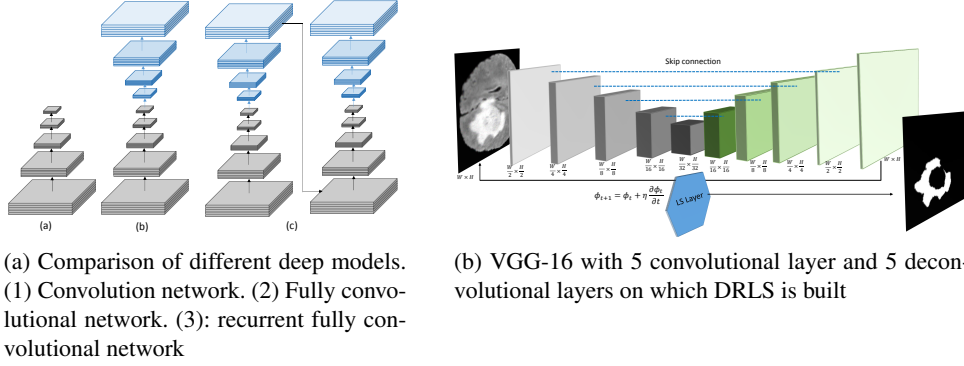 (a)
(b)
(c)
Skip connection
W × H
W/2 × H/2
W/4 × H/4
W/8 × H/8
W/16 × H/16
W/32 × H/32
W/16 × H/16
W/8 × H/8
W/4 × H/4
W/2 × H/2
W × H
ϕₜ₊₁ = ϕₜ + η ∂ϕₜ/∂t
LS Layer
(a) Comparison of different deep models.
(1) Convolution network. (2) Fully convo-
lutional network. (3): recurrent fully con-
volutional network
(b) VGG-16 with 5 convolutional layer and 5 decon-
volutional layers on which DRLS is built